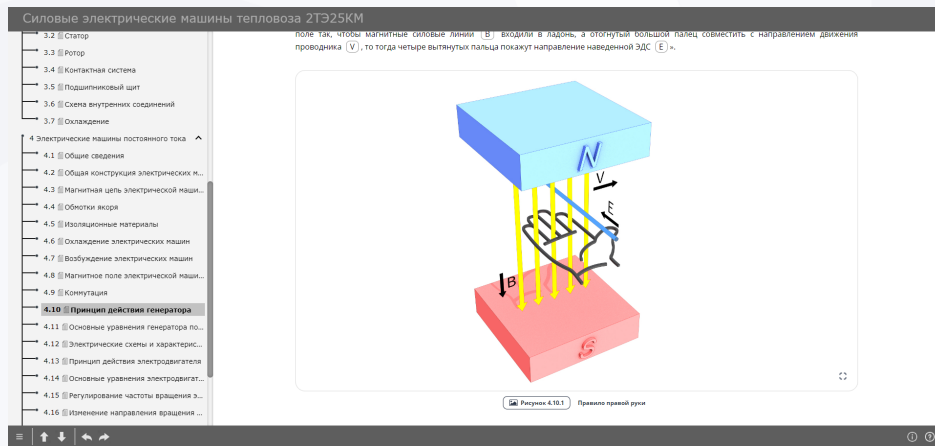 Силовые электрические машины тепловоза 2ТЭ25КМ
3.2 Статор
3.3 Ротор
3.4 Контактная система
3.5 Подшипниковый щит
3.6 Схема внутренних соединений
3.7 Охлаждение
4 Электрические машины постоянного тока
4.1 Общие сведения
4.2 Общая конструкция электрических м...
4.3 Магнитная цепь электрической маши...
4.4 Обмотки якоря
4.5 Изоляционные материалы
4.6 Охлаждение электрических машин
4.7 Возбуждение электрических машин
4.8 Магнитное поле электрической маши...
4.9 Коммутация
4.10 Принцип действия генератора
4.11 Основные уравнения генератора по...
4.12 Электрические схемы и характерис...
4.13 Принцип действия электродвигателя
4.14 Основные уравнения электродвигат...
4.15 Регулирование частоты вращения э...
4.16 Изменение направления вращения ...
поле так, чтобы магнитные силовые линии B входили в ладонь, а отогнутый большой палец совместить с направлением движения
проводника V , то тогда четыре вытянутых пальца покажут направление наведенной ЭДС E ».
N
V
E
B
S
Рисунок 4.10.1 Правило правой руки